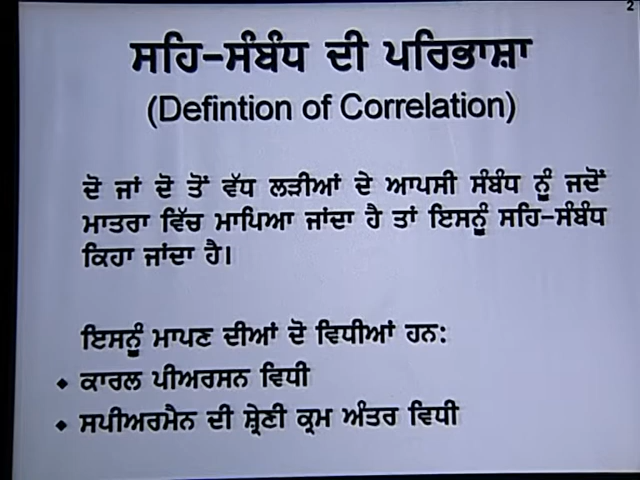 2
ਸਹਿ-ਸੰਬੰਧ ਦੀ ਪਰਿਭਾਸ਼ਾ
(Defintion of Correlation)
ਦੋ ਜਾਂ ਦੋ ਤੋਂ ਵੱਧ ਲੜੀਆਂ ਦੇ ਆਪਸੀ ਸੰਬੰਧ ਨੂੰ ਜਦੋਂ
ਮਾਤਰਾ ਵਿੱਚ ਮਾਪਿਆ ਜਾਂਦਾ ਹੈ ਤਾਂ ਇਸਨੂੰ ਸਹਿ-ਸੰਬੰਧ
ਕਿਹਾ ਜਾਂਦਾ ਹੈ।
ਇਸਨੂੰ ਮਾਪਣ ਦੀਆਂ ਦੋ ਵਿਧੀਆਂ ਹਨ:
◆ ਕਾਰਲ ਪੀਅਰਸਨ ਵਿਧੀ
◆ ਸਪੀਅਰਮੈਨ ਦੀ ਸ਼੍ਰੇਣੀ ਕ੍ਰਮ ਅੰਤਰ ਵਿਧੀ